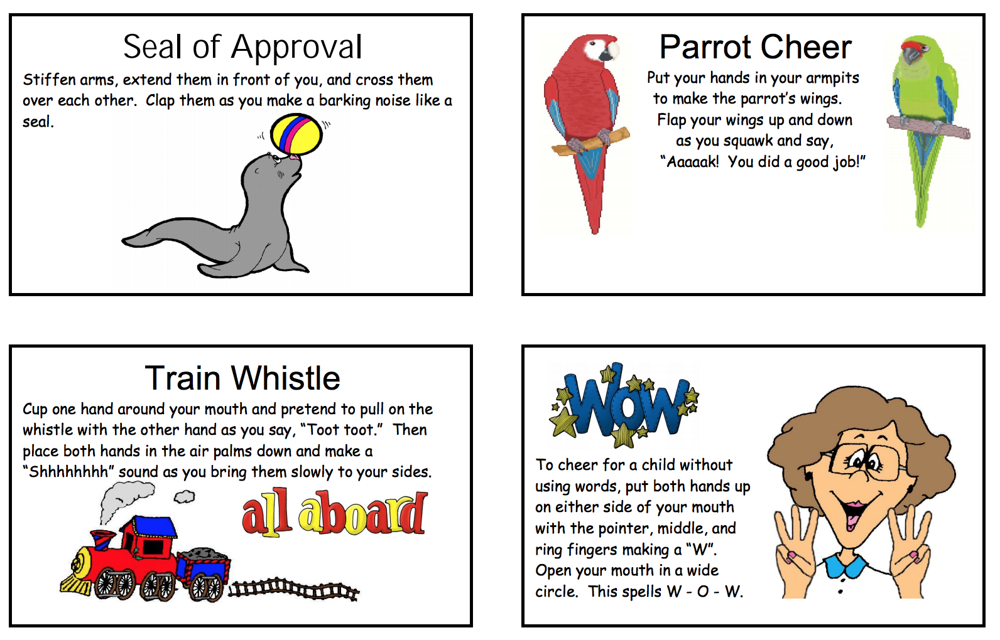 Seal of Approval
Stiffen arms, extend them in front of you, and cross them
over each other.  Clap them as you make a barking noise like a
seal.
Parrot Cheer
Put your hands in your armpits
to make the parrot’s wings.
Flap your wings up and down
as you squawk and say,
“Aaaaak!  You did a good job!”
Train Whistle
Cup one hand around your mouth and pretend to pull on the
whistle with the other hand as you say, “Toot toot.”  Then
place both hands in the air palms down and make a
“Shhhhhhhh” sound as you bring them slowly to your sides.
all aboard
WoW
To cheer for a child without
using words, put both hands up
on either side of your mouth
with the pointer, middle, and
ring fingers making a “W”.
Open your mouth in a wide
circle.  This spells W - O - W.